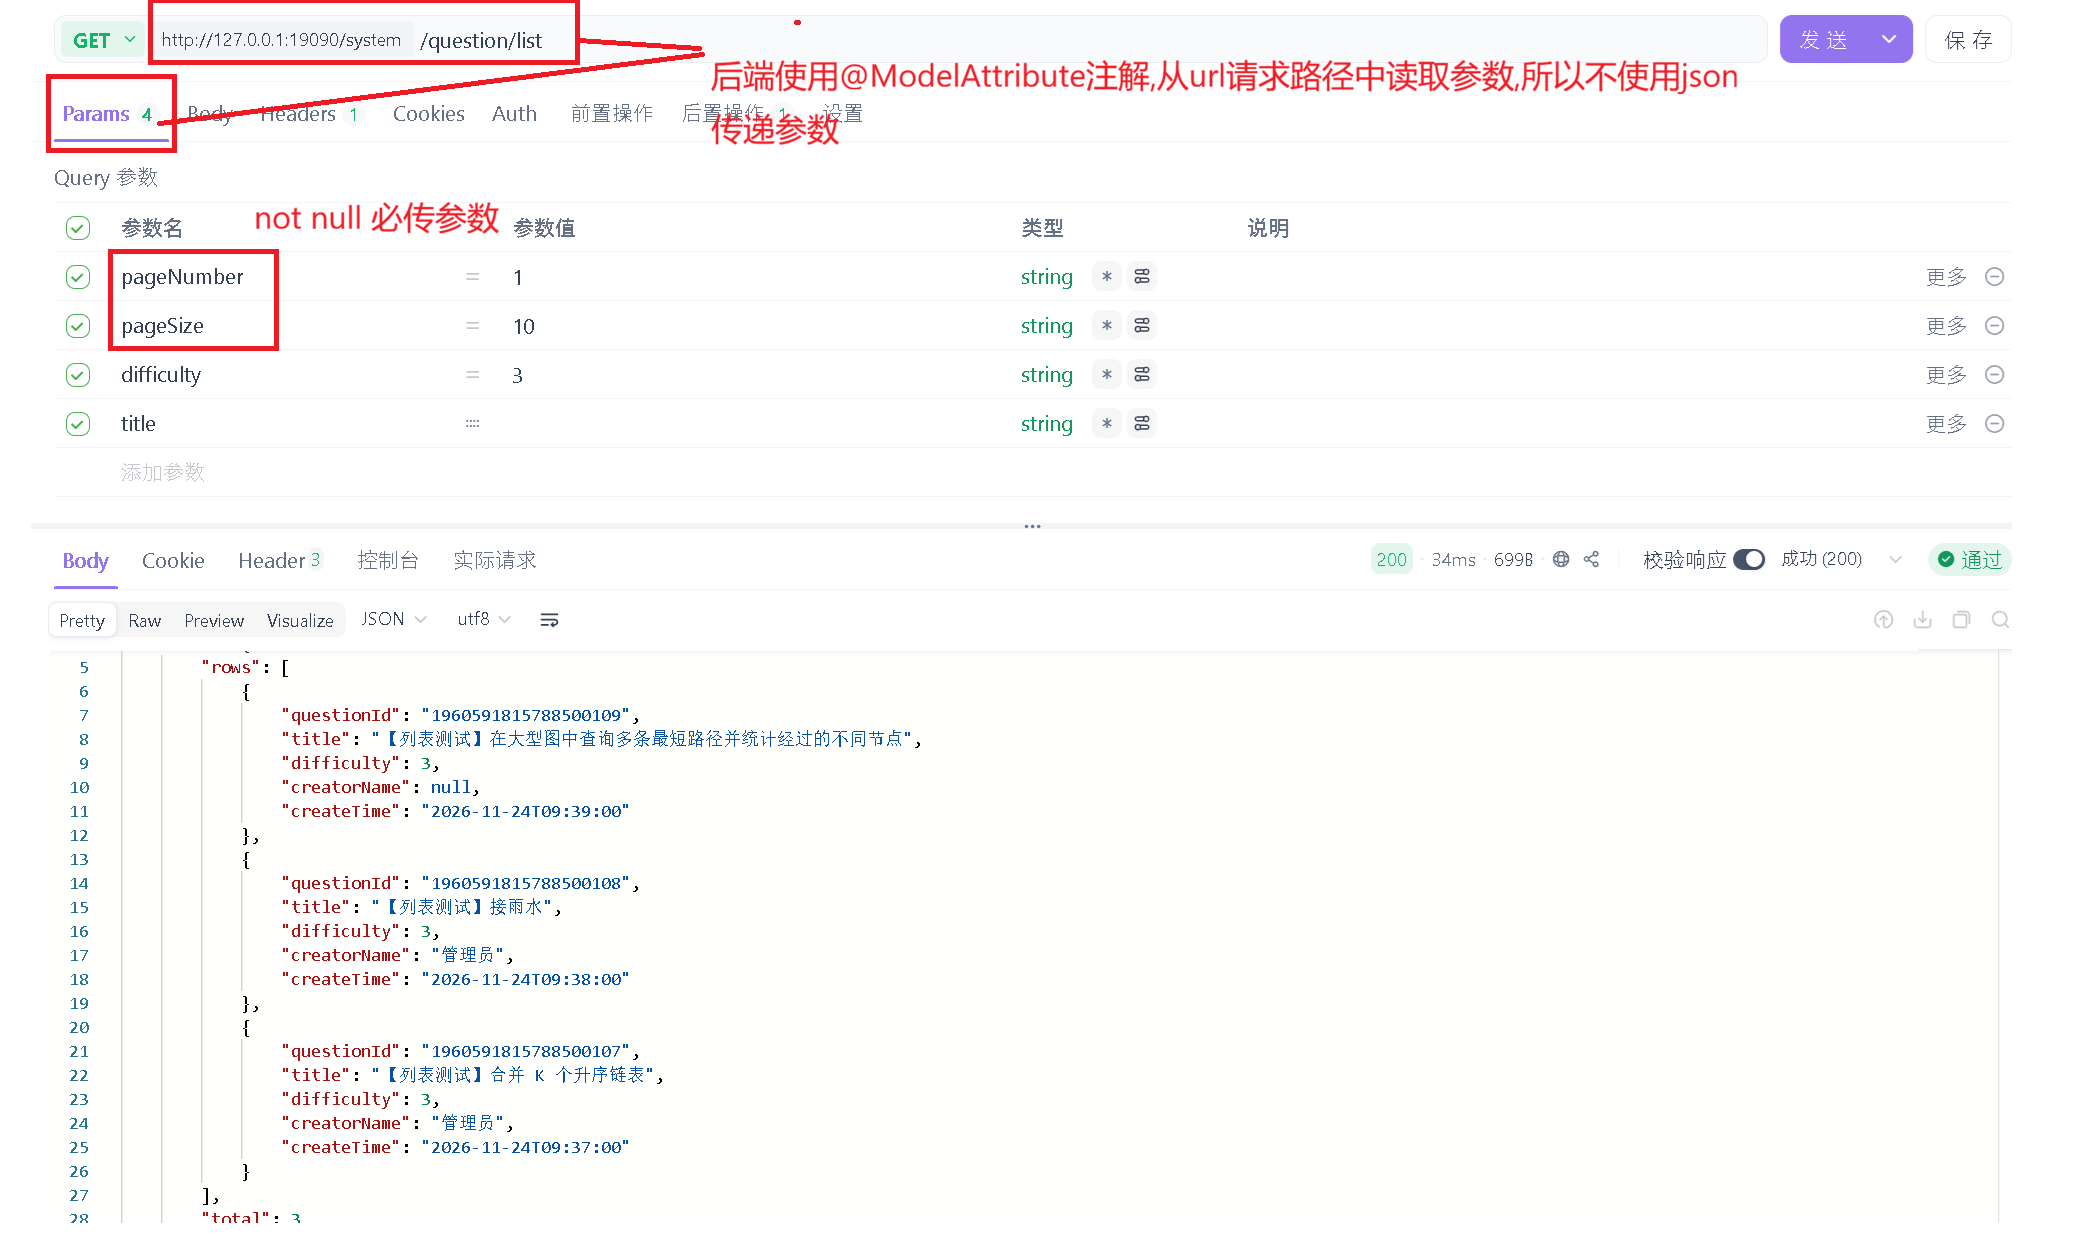 GET http://127.0.0.1:19090/system /question/list 发送 保存
后端使用@ModelAttribute注解,从url请求路径中读取参数,所以不使用json
传递参数
Params 4 Body Headers 1 Cookies Auth 前置操作 后置操作 1 设置
Query 参数
not null 必传参数
参数名 参数值 类型 说明
pageNumber = 1 string * 更多
pageSize = 10 string * 更多
difficulty = 3 string * 更多
title string * 更多
添加参数
Body Cookie Header 3 控制台 实际请求 200 34ms 699B 校验响应 成功 (200) 通过
Pretty Raw Preview Visualize JSON utf8
5 "rows": [
6 {
7 "questionId": "1960591815788500109",
8 "title": "【列表测试】在大型图中查询多条最短路径并统计经过的不同节点",
9 "difficulty": 3,
10 "creatorName": null,
11 "createTime": "2026-11-24T09:39:00"
12 },
13 {
14 "questionId": "1960591815788500108",
15 "title": "【列表测试】接雨水",
16 "difficulty": 3,
17 "creatorName": "管理员",
18 "createTime": "2026-11-24T09:38:00"
19 },
20 {
21 "questionId": "1960591815788500107",
22 "title": "【列表测试】合并 K 个升序链表",
23 "difficulty": 3,
24 "creatorName": "管理员",
25 "createTime": "2026-11-24T09:37:00"
26 }
27 ],
28 "total": 3